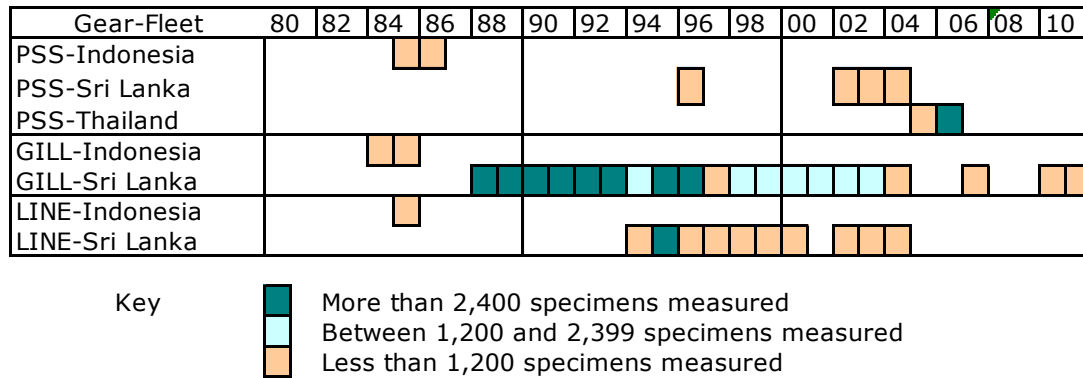 Gear-Fleet 80 82 84 86 88 90 92 94 96 00 02 04 06 08 10
PSS-Indonesia
PSS-Sri Lanka
PSS-Thailand
GILL-Indonesia
GILL-Sri Lanka
LINE-Indonesia
LINE-Sri Lanka
Key More than 2,400 specimens measured
Between 1,200 and 2,399 specimens measured
Less than 1,200 specimens measured